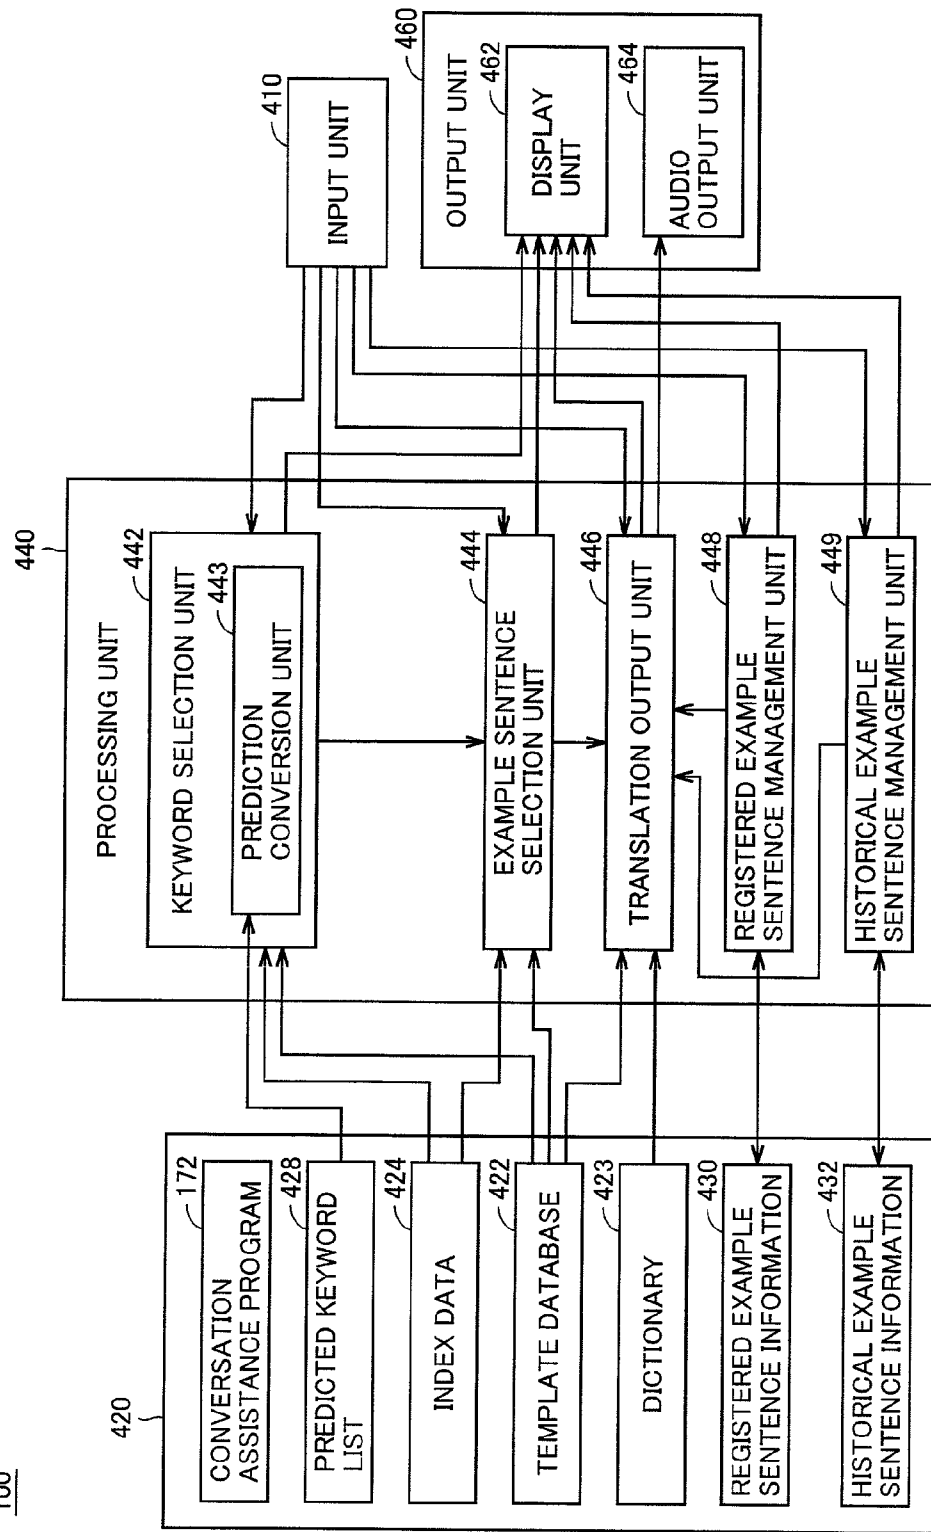 100
420
CONVERSATION
ASSISTANCE PROGRAM
172
PREDICTED KEYWORD
LIST
428
INDEX DATA
424
TEMPLATE DATABASE
422
DICTIONARY
423
REGISTERED EXAMPLE
SENTENCE INFORMATION
430
HISTORICAL EXAMPLE
SENTENCE INFORMATION
432
440
PROCESSING UNIT
KEYWORD SELECTION UNIT
442
PREDICTION
CONVERSION UNIT
443
EXAMPLE SENTENCE
SELECTION UNIT
444
TRANSLATION OUTPUT UNIT
446
REGISTERED EXAMPLE
SENTENCE MANAGEMENT UNIT
448
HISTORICAL EXAMPLE
SENTENCE MANAGEMENT UNIT
449
INPUT UNIT
410
OUTPUT UNIT
460
DISPLAY
UNIT
462
AUDIO
OUTPUT UNIT
464